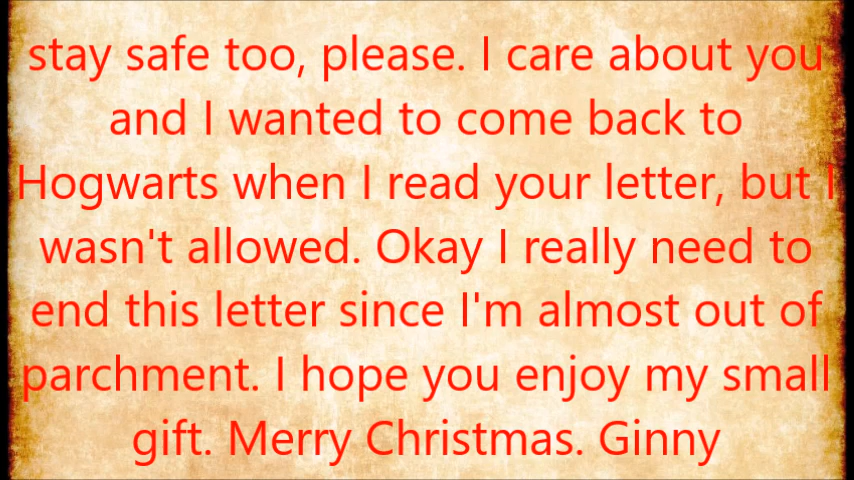 stay safe too, please. I care about you
and I wanted to come back to
Hogwarts when I read your letter, but I
wasn't allowed. Okay I really need to
end this letter since I'm almost out of
parchment. I hope you enjoy my small
gift. Merry Christmas. Ginny